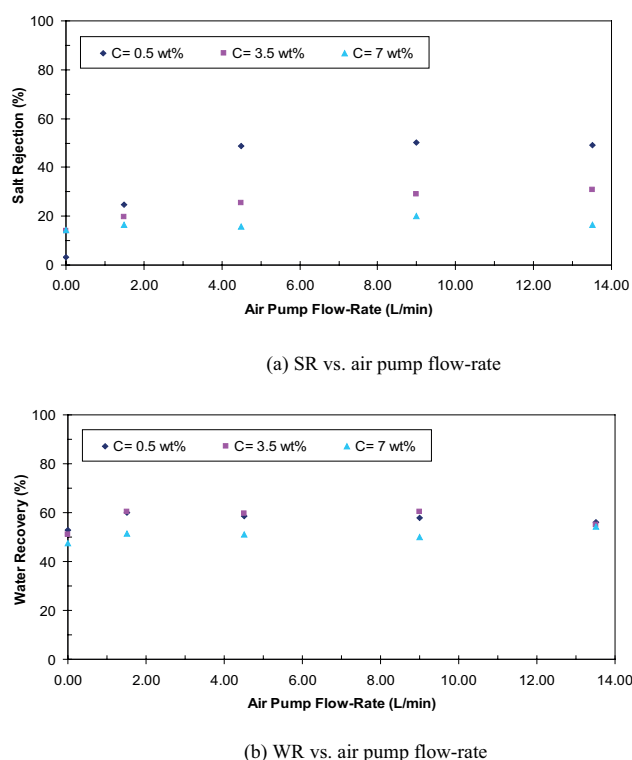 100
80
60
40
20
0
Salt Rejection (%)
C= 0.5 wt% C= 3.5 wt% C= 7 wt%
0.00 2.00 4.00 6.00 8.00 10.00 12.00 14.00
Air Pump Flow-Rate (L/min)
(a) SR vs. air pump flow-rate
100
80
60
40
20
0
Water Recovery (%)
C= 0.5 wt% C= 3.5 wt% C= 7 wt%
0.00 2.00 4.00 6.00 8.00 10.00 12.00 14.00
Air Pump Flow-Rate (L/min)
(b) WR vs. air pump flow-rate